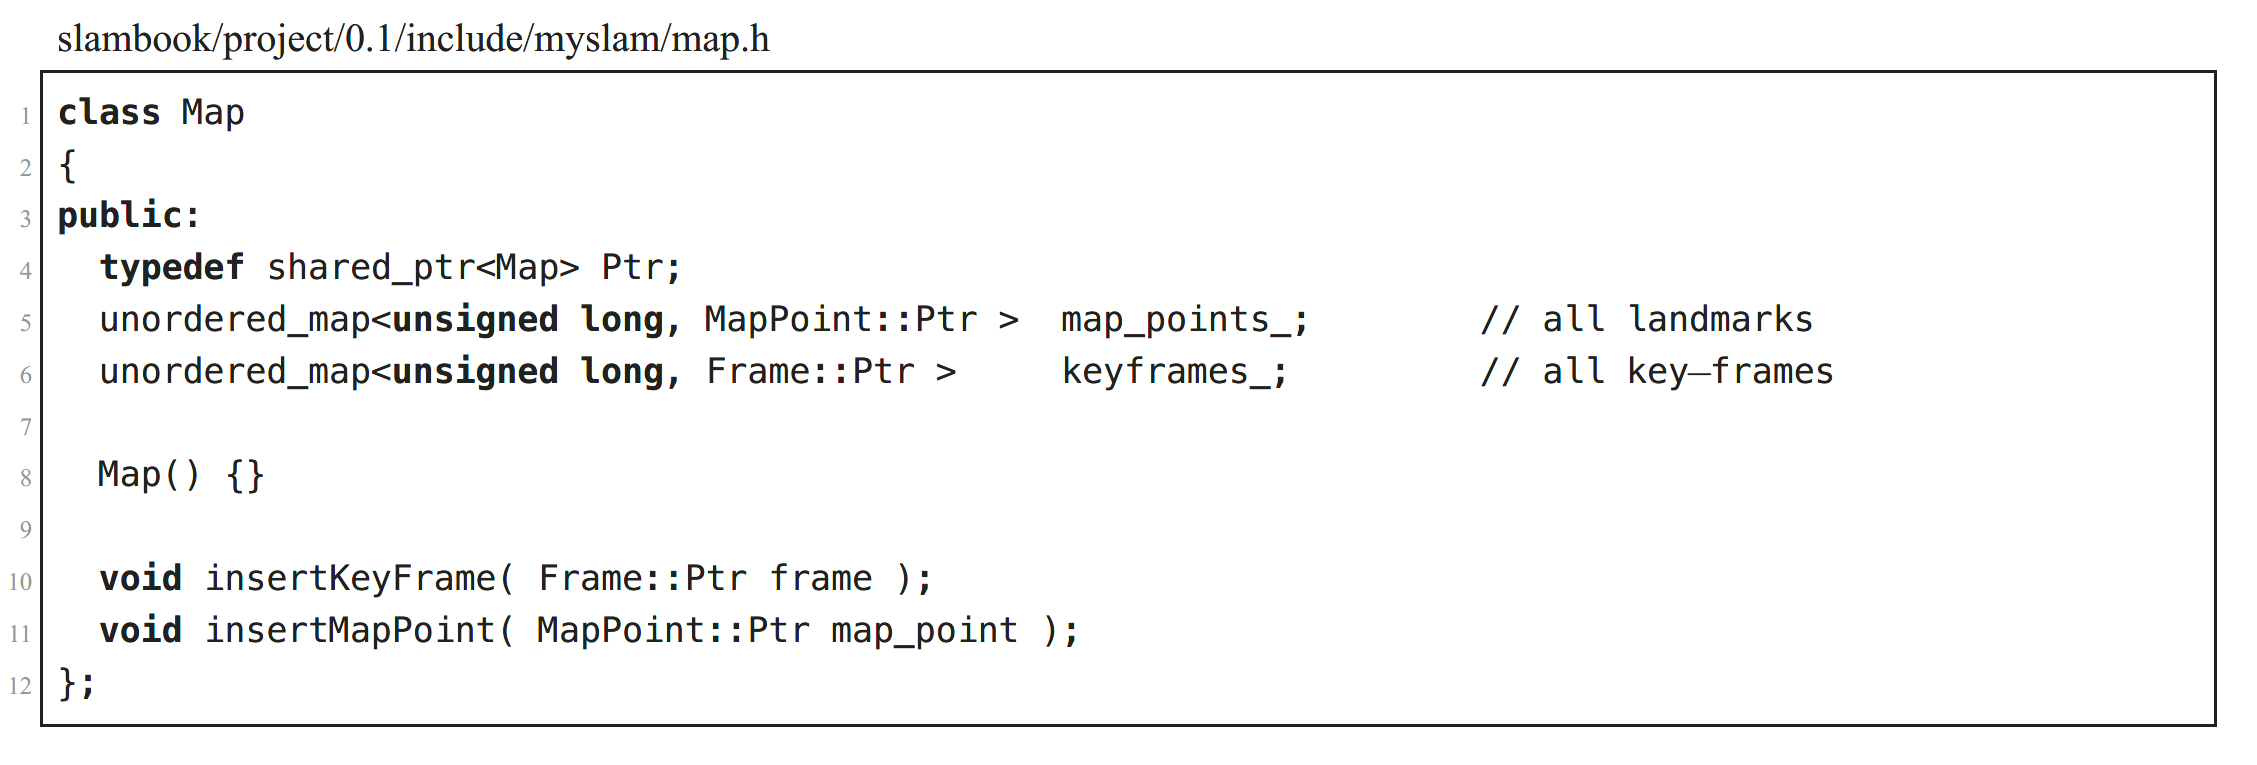 slambook/project/0.1/include/myslam/map.h
1 class Map
2 {
3 public:
4 typedef shared_ptr<Map> Ptr;
5 unordered_map<unsigned long, MapPoint::Ptr > map_points_; // all landmarks
6 unordered_map<unsigned long, Frame::Ptr > keyframes_; // all key—frames
7
8 Map() {}
9
10 void insertKeyFrame( Frame::Ptr frame );
11 void insertMapPoint( MapPoint::Ptr map_point );
12 };